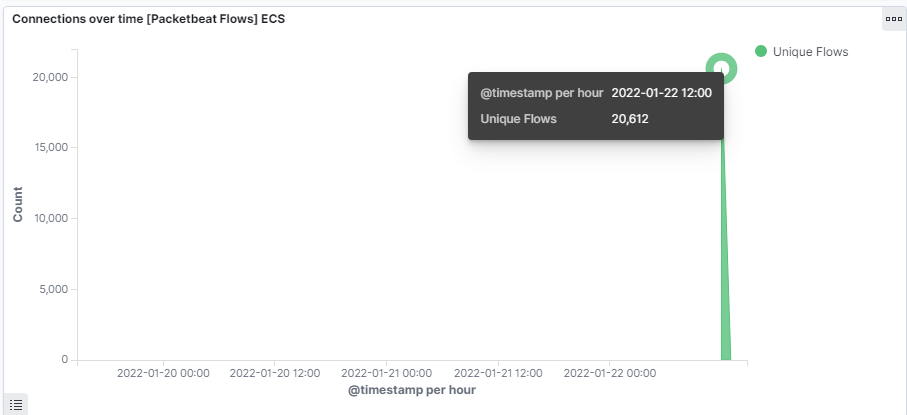 Connections over time [Packetbeat Flows] ECS
Unique Flows
@timestamp per hour 2022-01-22 12:00
Unique Flows 20,612
20,000
15,000
10,000
5,000
0
Count
2022-01-20 00:00 2022-01-20 12:00 2022-01-21 00:00 2022-01-21 12:00 2022-01-22 00:00
@timestamp per hour